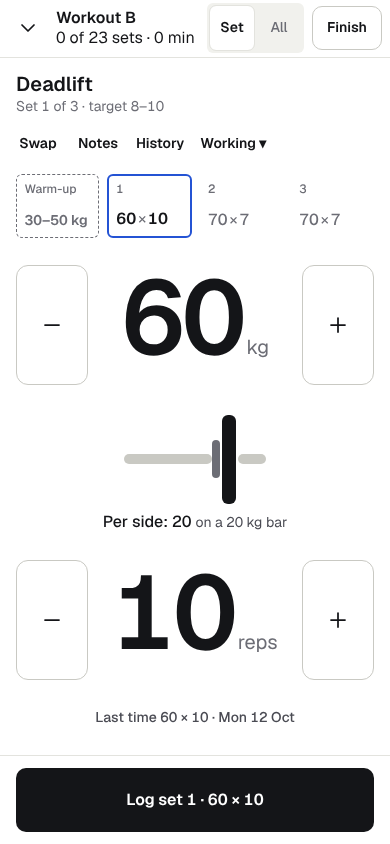 Workout B
0 of 23 sets · 0 min
Set
All
Finish
Deadlift
Set 1 of 3 · target 8–10
Swap
Notes
History
Working ▾
Warm-up
30–50 kg
1
60×10
2
70×7
3
70×7
−
60 kg
+
Per side: 20 on a 20 kg bar
−
10 reps
+
Last time 60 × 10 · Mon 12 Oct
Log set 1 · 60 × 10